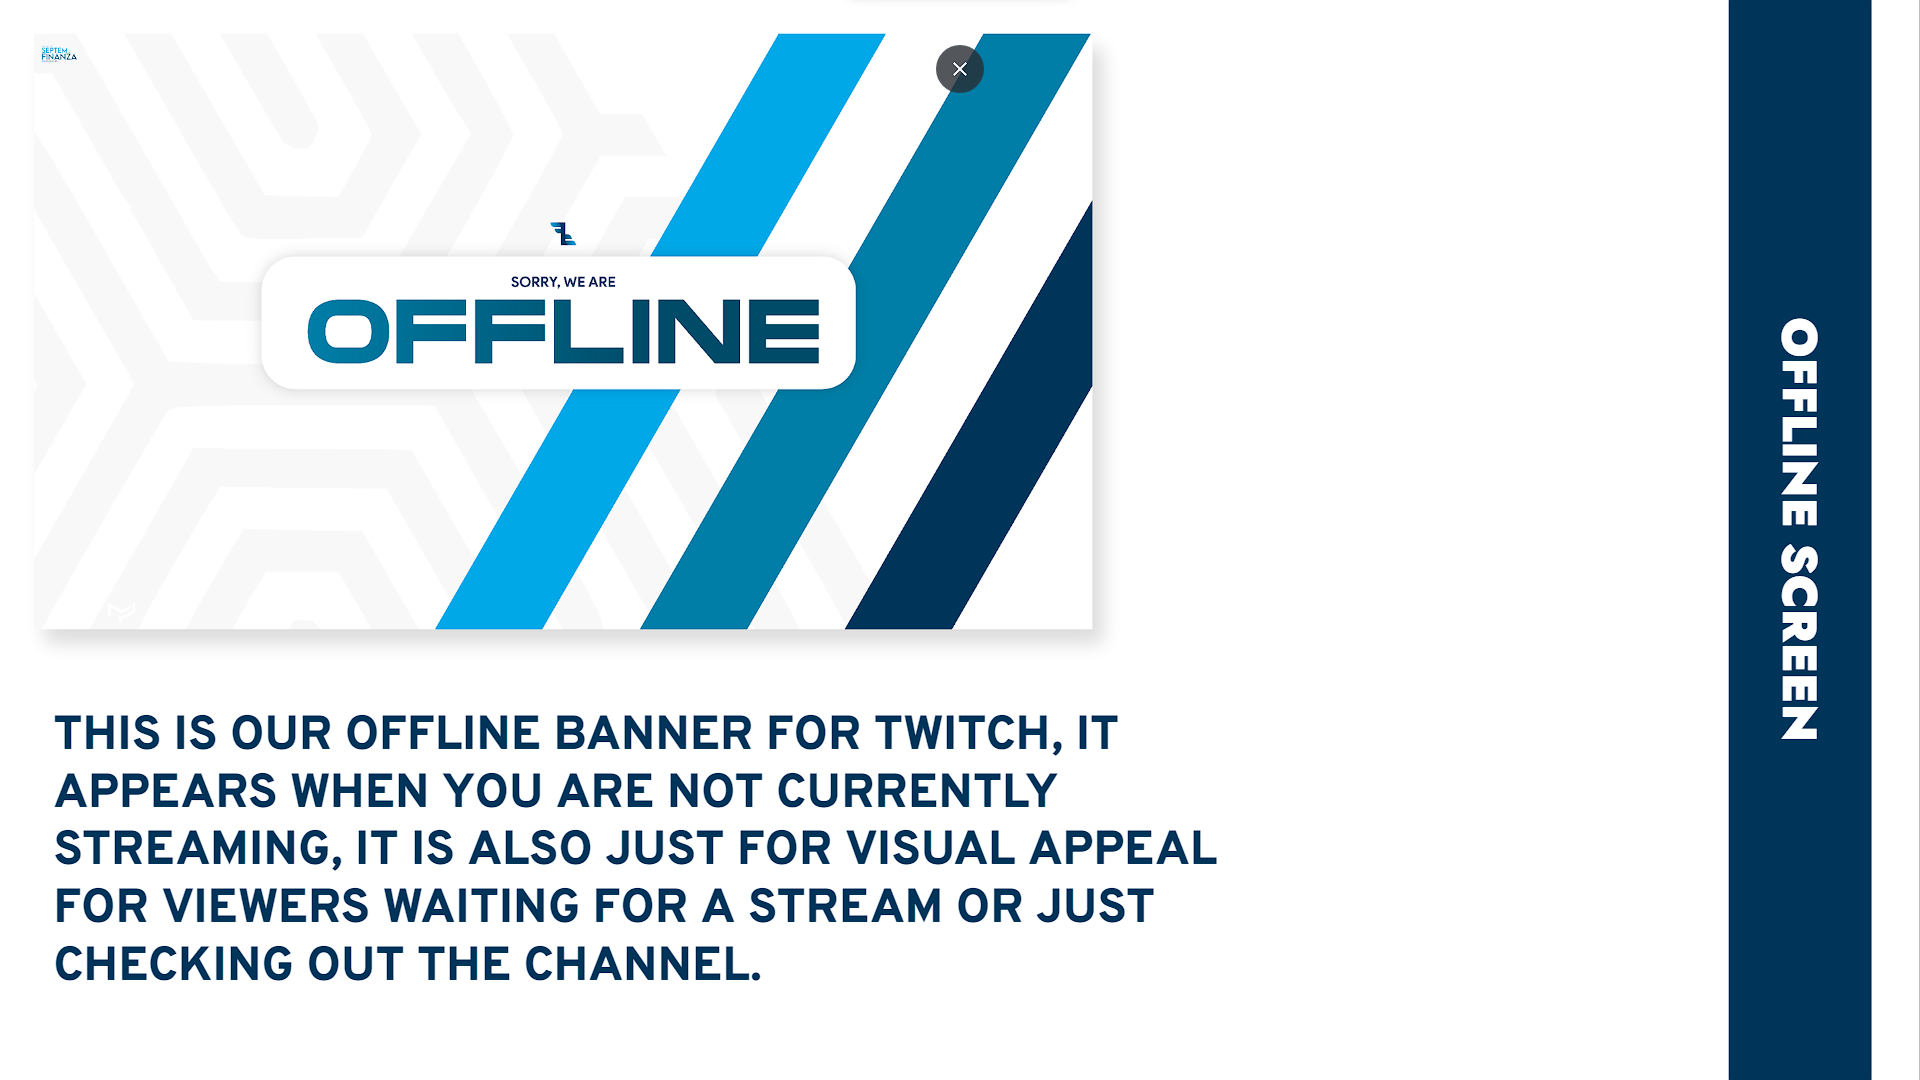 SEPTEM
FINANZA
SORRY, WE ARE
OFFLINE
THIS IS OUR OFFLINE BANNER FOR TWITCH, IT
APPEARS WHEN YOU ARE NOT CURRENTLY
STREAMING, IT IS ALSO JUST FOR VISUAL APPEAL
FOR VIEWERS WAITING FOR A STREAM OR JUST
CHECKING OUT THE CHANNEL.
OFFLINE SCREEN